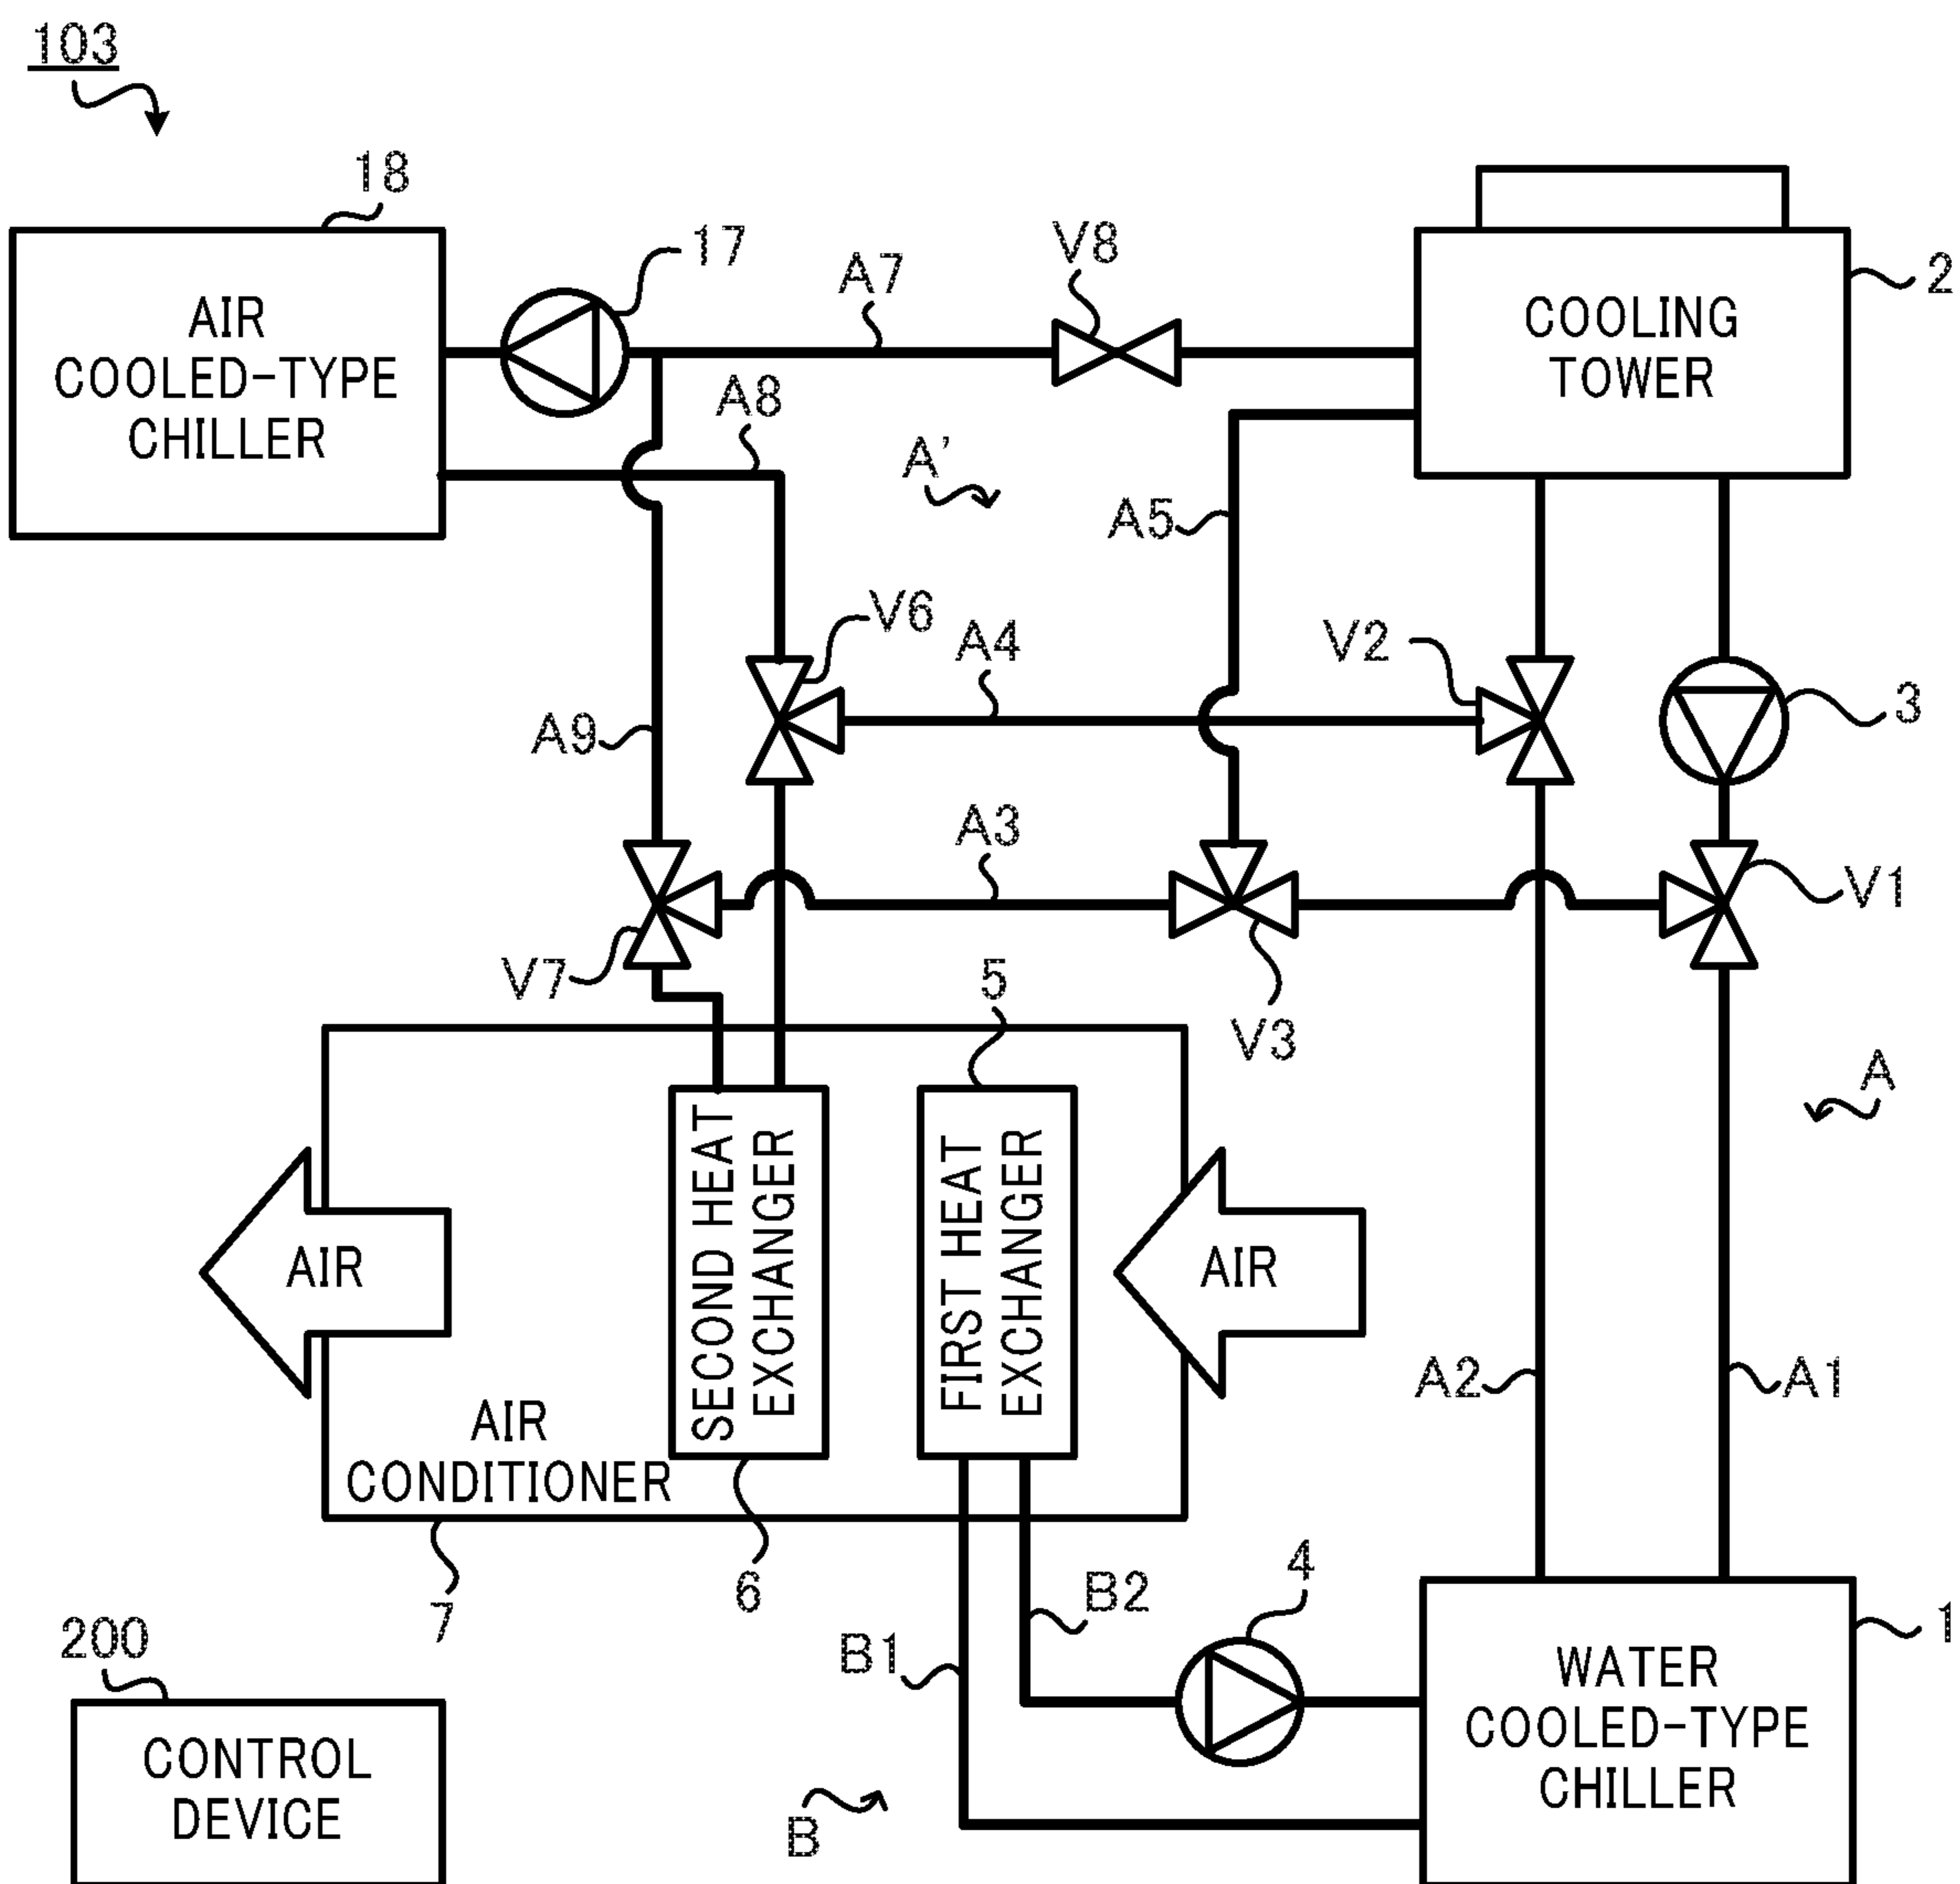 103
18
AIR
COOLED-TYPE
CHILLER
17
A7
V8
2
COOLING
TOWER
A8
A'
A5
V6
A4
V2
3
A9
A3
V1
V7
5
V3
A
SECOND HEAT
EXCHANGER
FIRST HEAT
EXCHANGER
AIR
AIR
A2
A1
AIR
CONDITIONER
7
6
B2
4
B1
1
WATER
COOLED-TYPE
CHILLER
200
CONTROL
DEVICE
B